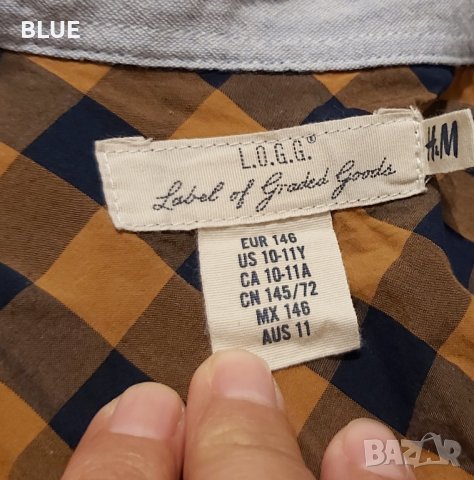 BLUE
L.O.G.G.®
Label of Graded Goods
H&M
EUR 146
US 10-11Y
CA 10-11A
CN 145/72
MX 146
AUS 11
BAZAR